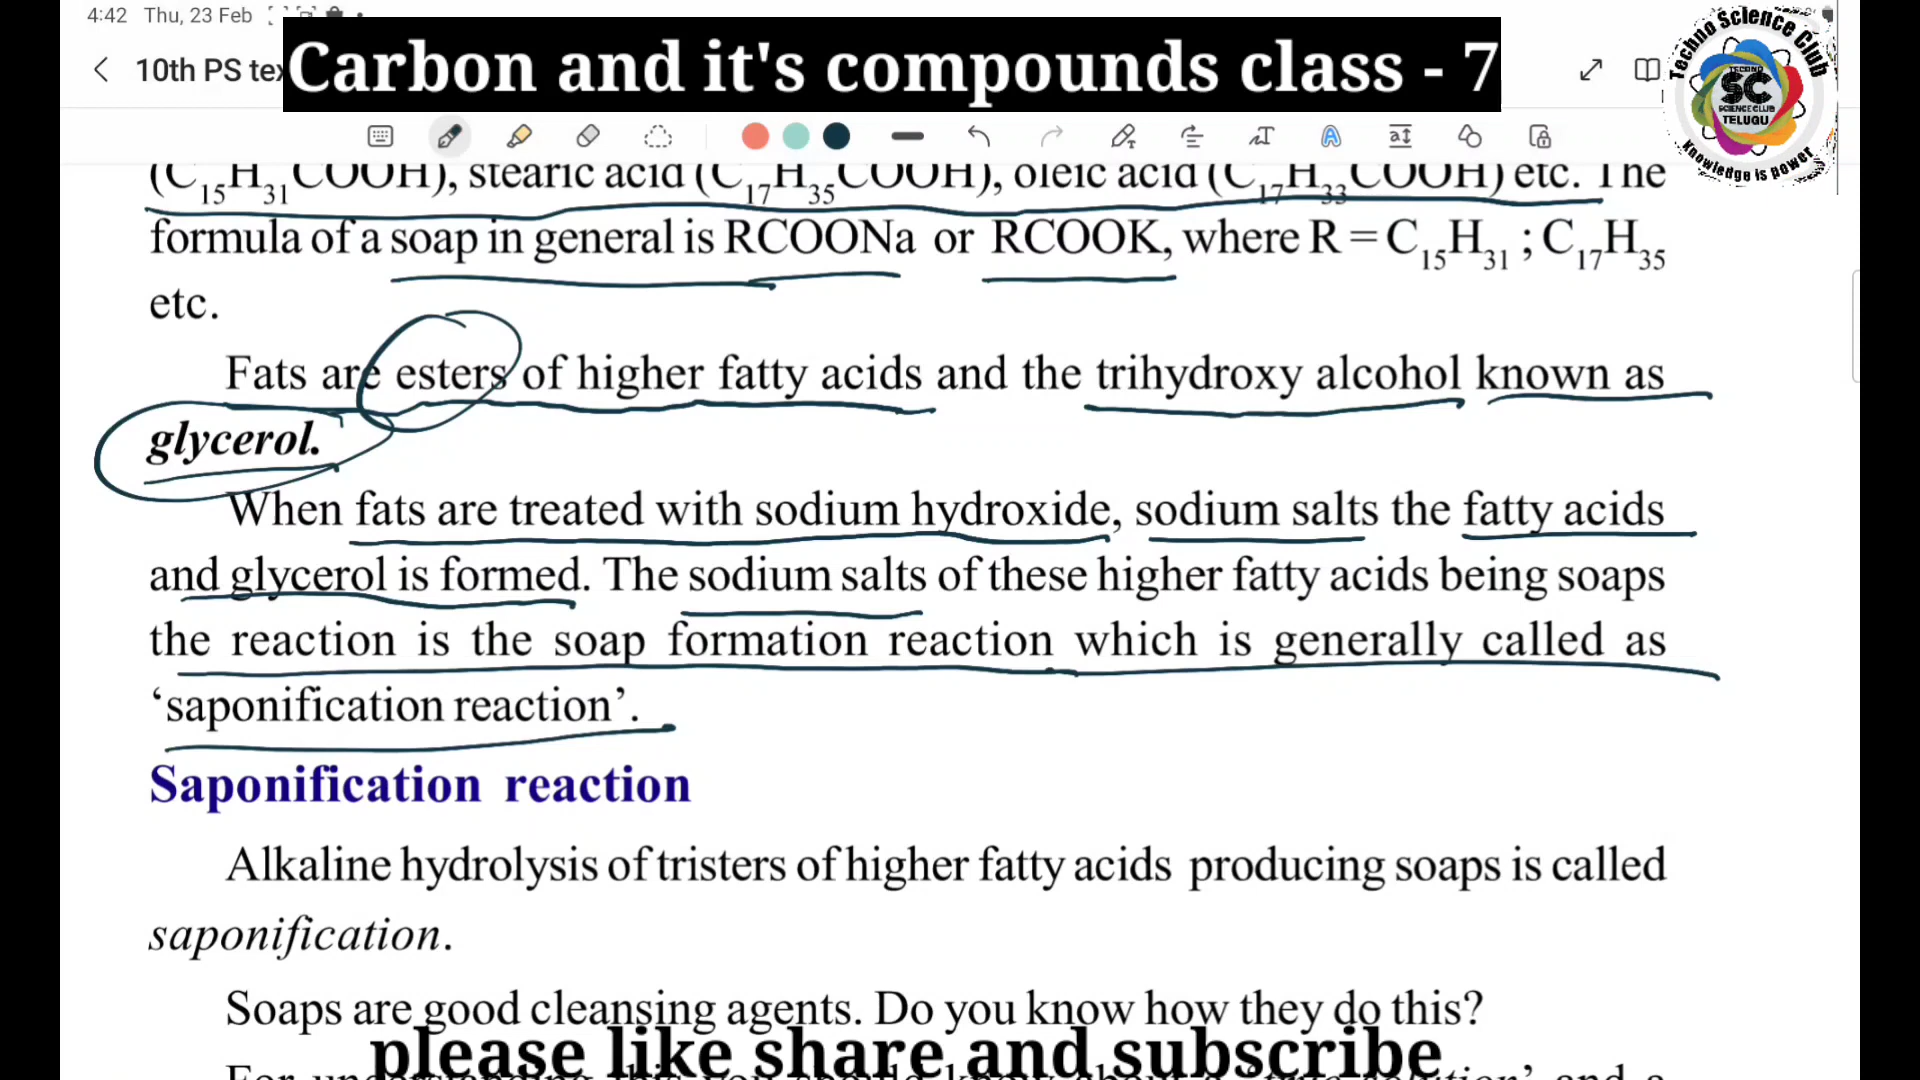 4:42 Thu, 23 Feb
10th PS tex
Carbon and it's compounds class - 7
Techno Science Club
TECNNO
SC
SCIENCE CLUB
TELUGU
Knowledge is power
(C15H31COOH), stearic acid (C17H35COOH), oleic acid (C17H33COOH) etc. The
formula of a soap in general is RCOONa or RCOOK, where R = C15H31 ; C17H35
etc.
Fats are esters of higher fatty acids and the trihydroxy alcohol known as
glycerol.
When fats are treated with sodium hydroxide, sodium salts the fatty acids
and glycerol is formed. The sodium salts of these higher fatty acids being soaps
the reaction is the soap formation reaction which is generally called as
‘saponification reaction’.
Saponification reaction
Alkaline hydrolysis of tristers of higher fatty acids producing soaps is called
saponification.
Soaps are good cleansing agents. Do you know how they do this?
please like share and subscribe